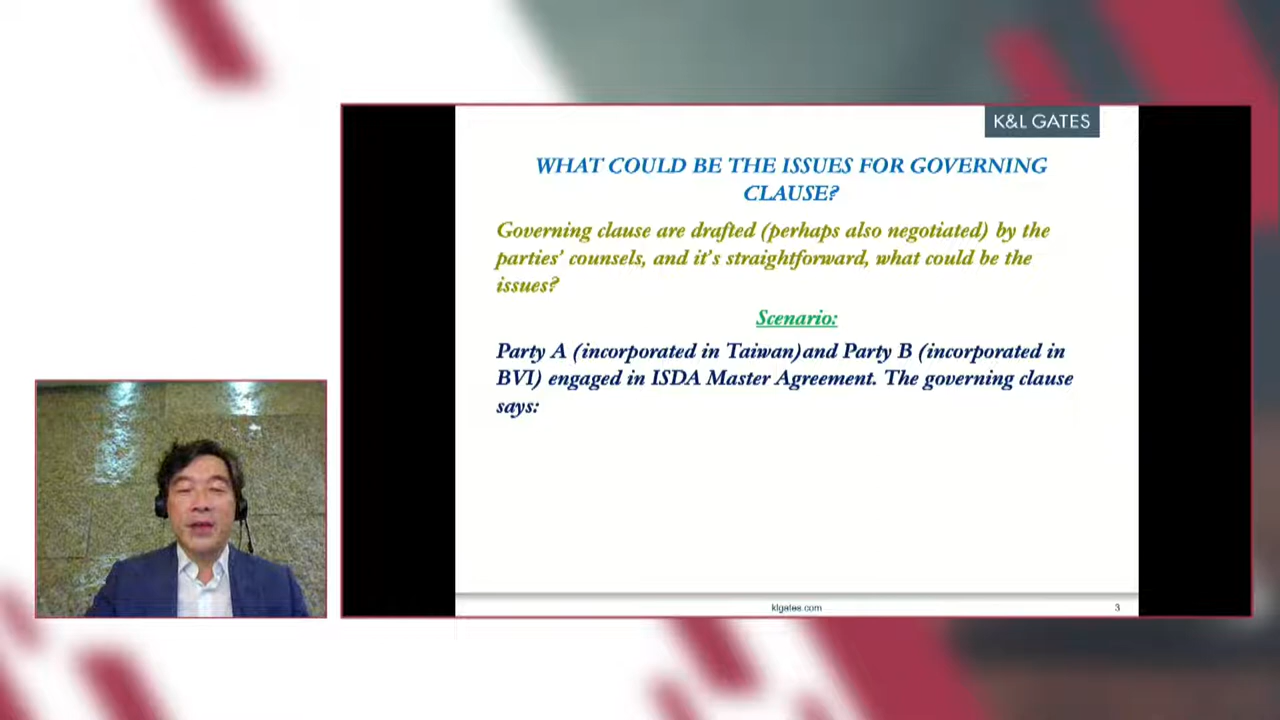 K&L GATES
WHAT COULD BE THE ISSUES FOR GOVERNING
CLAUSE?
Governing clause are drafted (perhaps also negotiated) by the
parties' counsels, and it's straightforward, what could be the
issues?
Scenario:
Party A (incorporated in Taiwan)and Party B (incorporated in
BVI) engaged in ISDA Master Agreement. The governing clause
says:
klgates.com
3